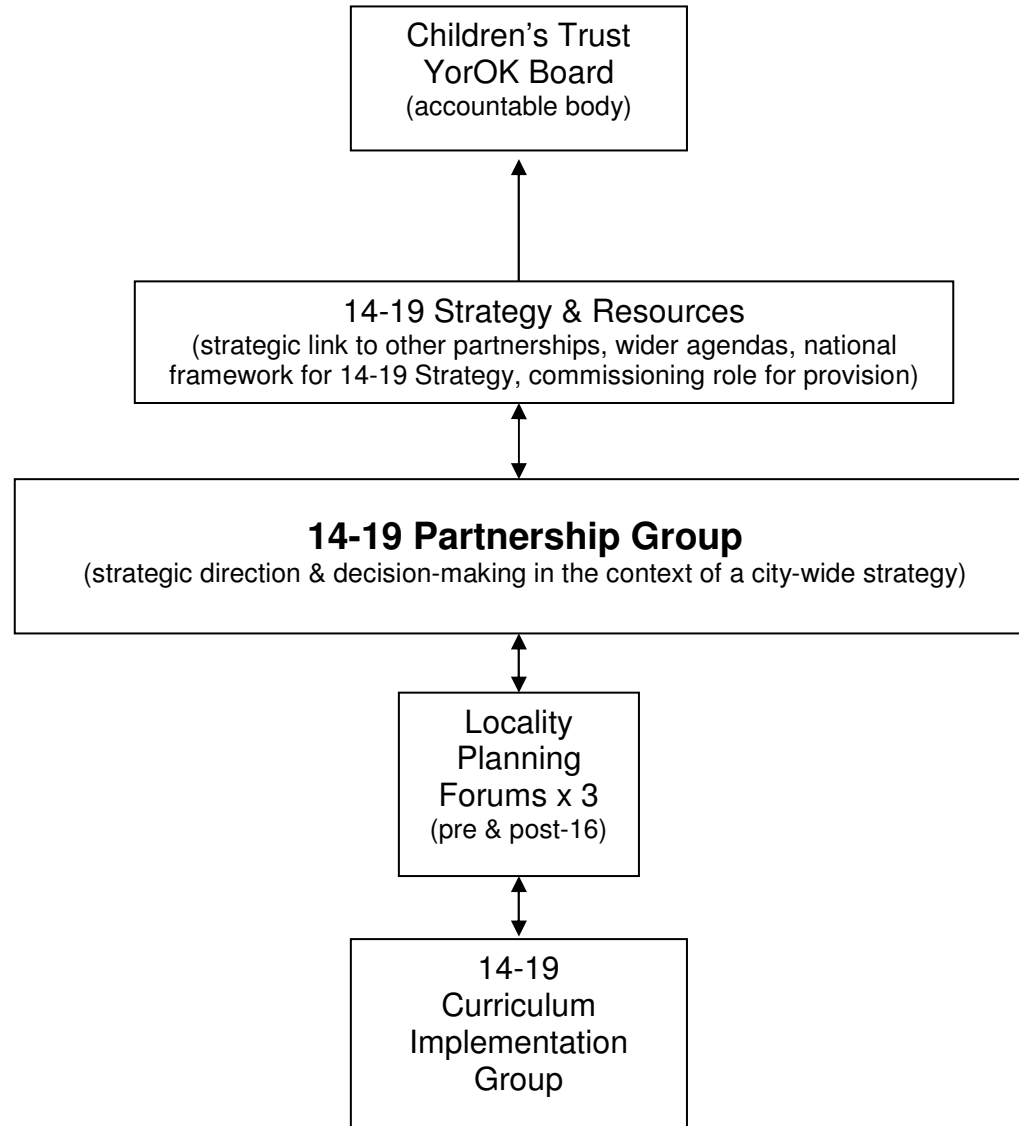 Children's Trust
YorOK Board
(accountable body)
14-19 Strategy & Resources
(strategic link to other partnerships, wider agendas, national
framework for 14-19 Strategy, commissioning role for provision)
14-19 Partnership Group
(strategic direction & decision-making in the context of a city-wide strategy)
Locality
Planning
Forums x 3
(pre & post-16)
14-19
Curriculum
Implementation
Group